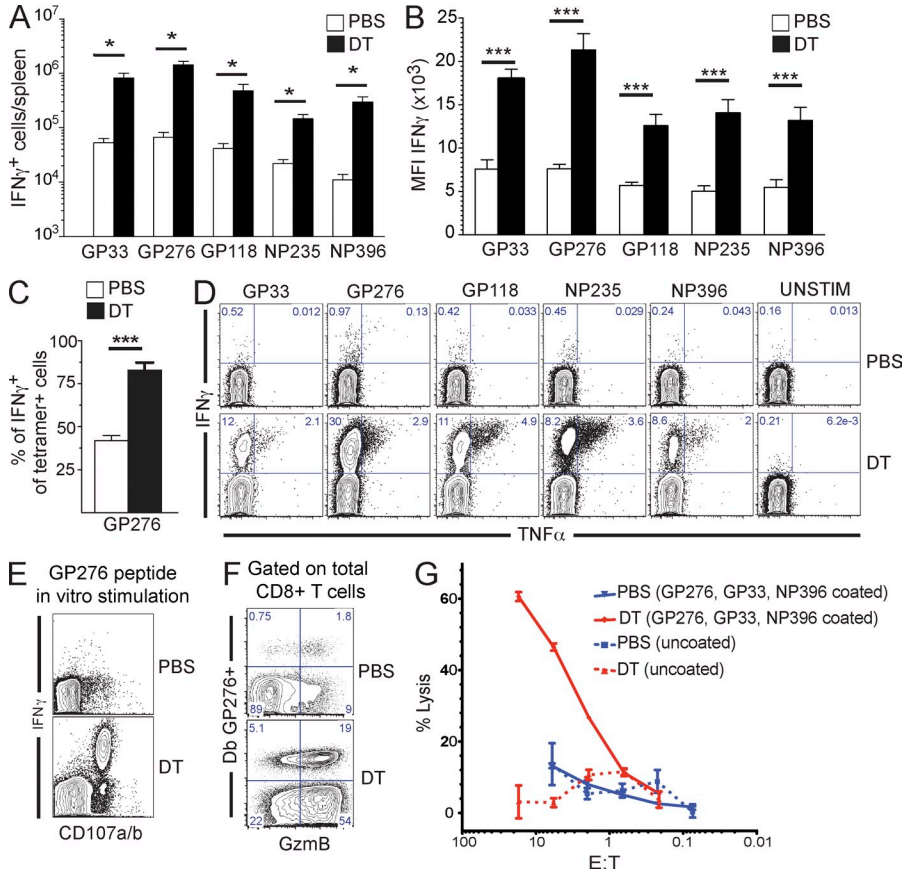 A
PBS
DT
IFNγ+ cells/spleen
10^6
10^5
10^4
10^3
*
*
*
*
*
GP33 GP276 GP118 NP235 NP396
B
PBS
DT
MFI IFNγ (x10^3)
25
20
15
10
5
0
***
***
***
***
***
GP33 GP276 GP118 NP235 NP396
C
PBS
DT
% of IFNγ+
of tetramer+ cells
100
75
50
25
***
GP276
D
GP33 GP276 GP118 NP235 NP396 UNSTIM
0.52 0.012 0.97 0.13 0.42 0.033 0.45 0.029 0.24 0.043 0.16 0.013
PBS
IFNγ
12. 2.1 30 2.9 11 4.9 8.2 3.6 8.6 2 0.21 6.2e-3
DT
TNFα
E
GP276 peptide
in vitro stimulation
PBS
IFNγ
DT
CD107a/b
F
Gated on total
CD8+ T cells
0.75 1.8
PBS
89 9
Db GP276+
5.1 19
DT
22 54
GzmB
G
PBS (GP276, GP33, NP396 coated)
DT (GP276, GP33, NP396 coated)
PBS (uncoated)
DT (uncoated)
% Lysis
60
40
20
0
100 10 1 0.1 0.01
E:T